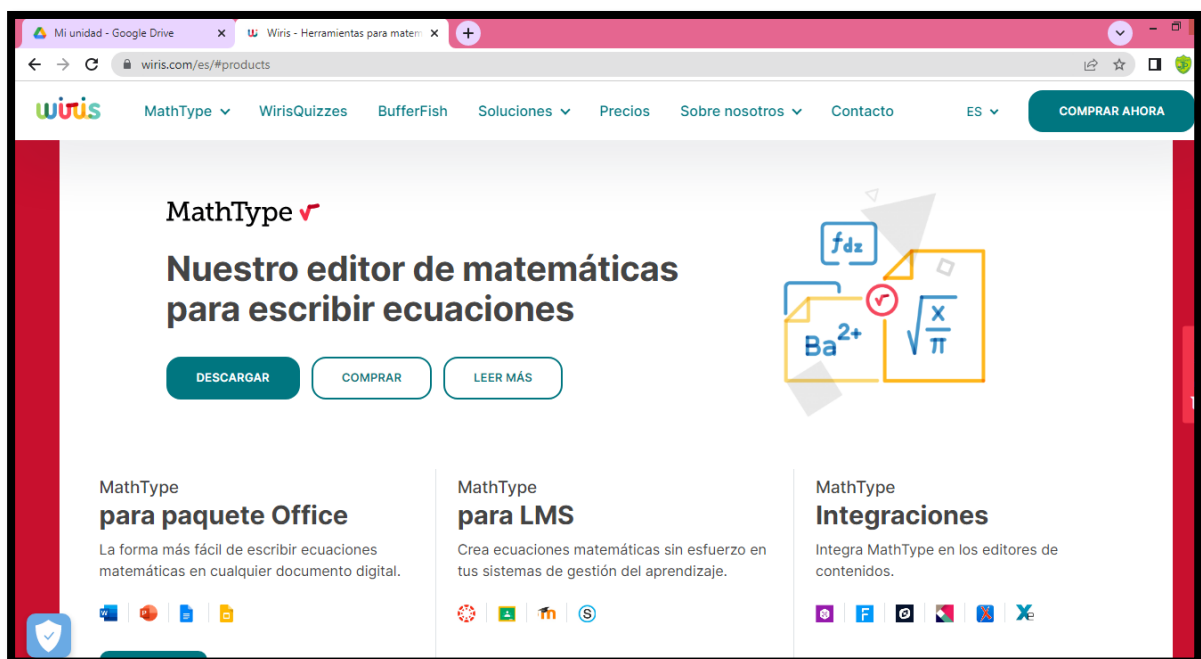 Mi unidad - Google Drive
Wiris - Herramientas para matem
wiris.com/es/#products
wiris
MathType
WirisQuizzes
BufferFish
Soluciones
Precios
Sobre nosotros
Contacto
ES
COMPRAR AHORA
MathType
Nuestro editor de matemáticas
para escribir ecuaciones
DESCARGAR
COMPRAR
LEER MÁS
fdz
Ba2+
√x/π
MathType
para paquete Office
La forma más fácil de escribir ecuaciones
matemáticas en cualquier documento digital.
MathType
para LMS
Crea ecuaciones matemáticas sin esfuerzo en
tus sistemas de gestión del aprendizaje.
MathType
Integraciones
Integra MathType en los editores de
contenidos.